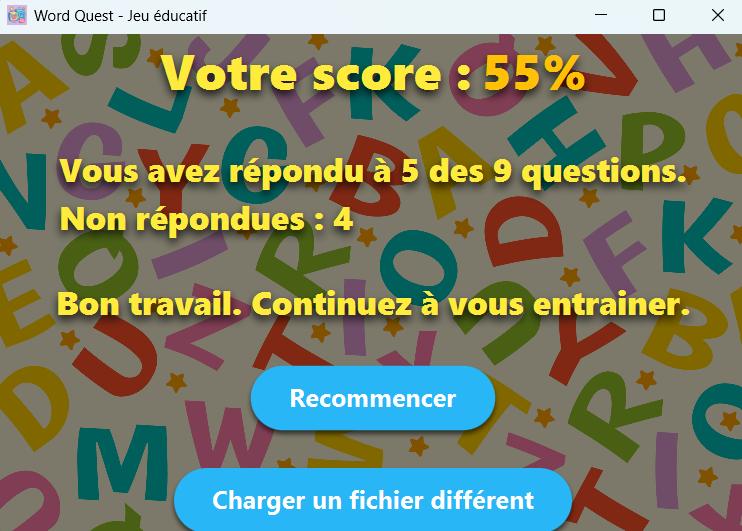 Word Quest - Jeu éducatif
Votre score : 55%
Vous avez répondu à 5 des 9 questions.
Non répondues : 4
Bon travail. Continuez à vous entrainer.
Recommencer
Charger un fichier différent